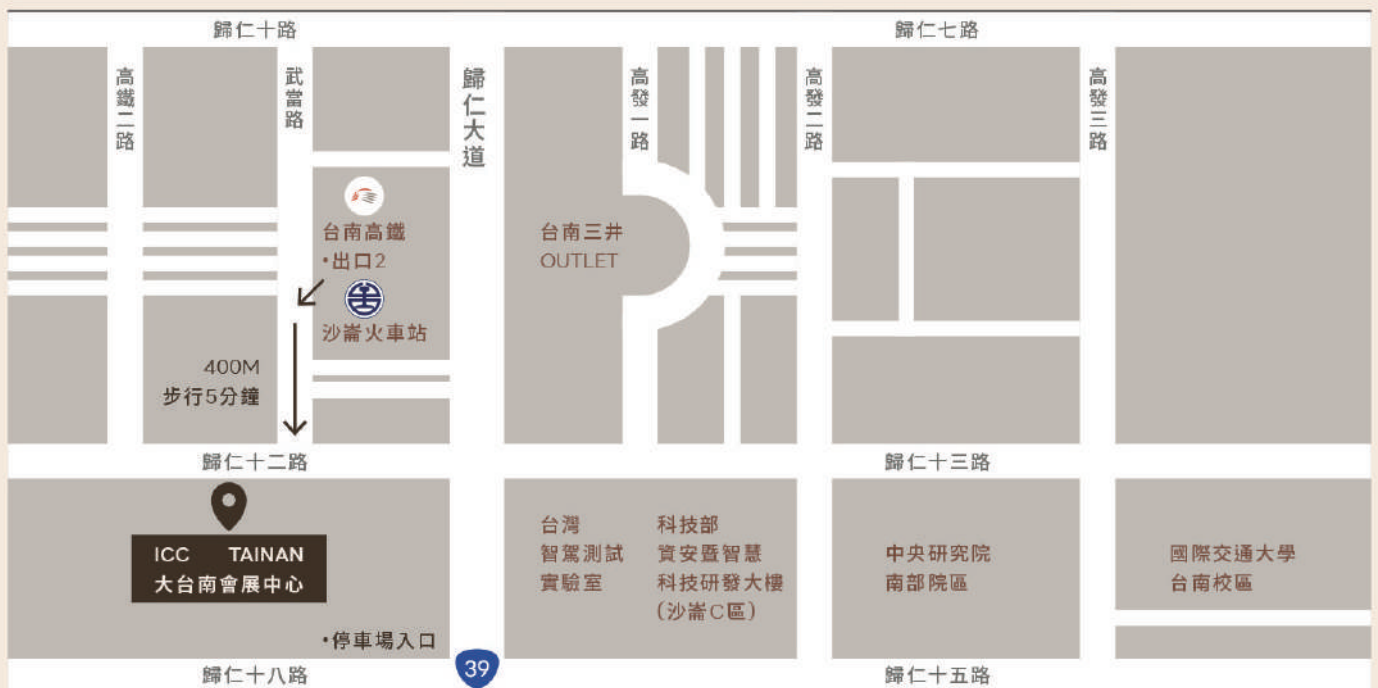 歸仁十路
歸仁七路
高鐵二路
武當路
歸仁大道
高發一路
高發二路
高發三路
台南高鐵
•出口2
沙崙火車站
台南三井
OUTLET
400M
步行5分鐘
歸仁十二路
歸仁十三路
ICC TAINAN
大台南會展中心
•停車場入口
台灣
智駕測試
實驗室
科技部
資安暨智慧
科技研發大樓
(沙崙C區)
中央研究院
南部院區
國際交通大學
台南校區
歸仁十八路
39
歸仁十五路